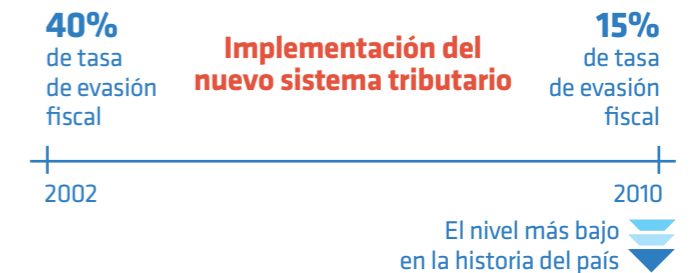 40%
de tasa
de evasión
fiscal
Implementación del
nuevo sistema tributario
15%
de tasa
de evasión
fiscal
2002
2010
El nivel más bajo
en la historia del país